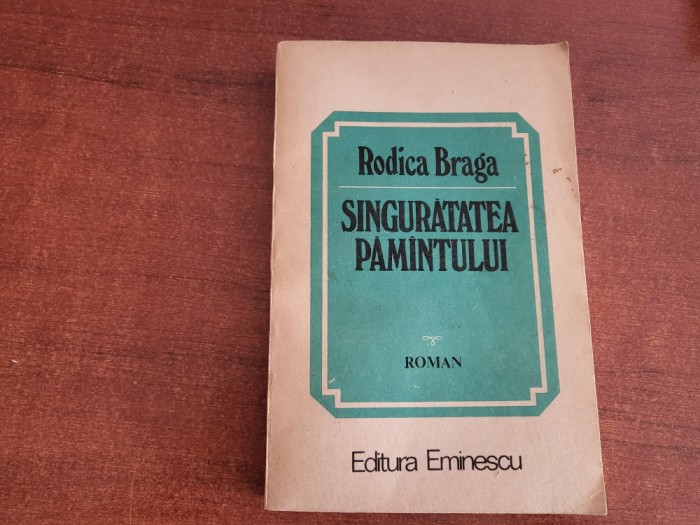 Rodica Braga
SINGURĂTATEA
PĂMÎNTULUI
ROMAN
Editura Eminescu